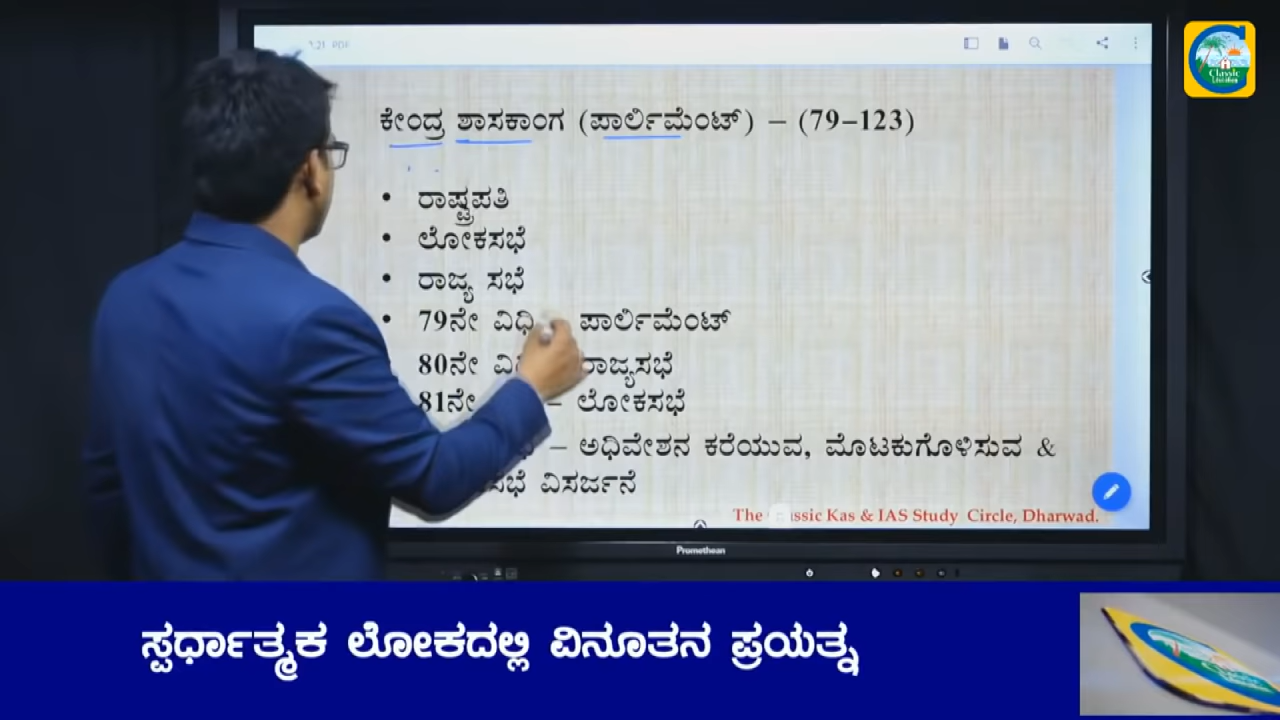 ಕೇಂದ್ರ ಶಾಸಕಾಂಗ (ಪಾರ್ಲಿಮೆಂಟ್) – (79–123)
• ರಾಷ್ಟ್ರಪತಿ
• ಲೋಕಸಭೆ
• ರಾಜ್ಯ ಸಭೆ
• 79ನೇ ವಿಧಿ ಪಾರ್ಲಿಮೆಂಟ್
80ನೇ ರಾಜ್ಯಸಭೆ
81ನೇ – ಲೋಕಸಭೆ
– ಅಧಿವೇಶನ ಕರೆಯುವ, ಮೊಟಕುಗೊಳಿಸುವ &
ವಿಸರ್ಜನೆ
The Classic Kas & IAS Study Circle, Dharwad.
Promethean
Classic
ಸ್ಪರ್ಧಾತ್ಮಕ ಲೋಕದಲ್ಲಿ ವಿನೂತನ ಪ್ರಯತ್ನ